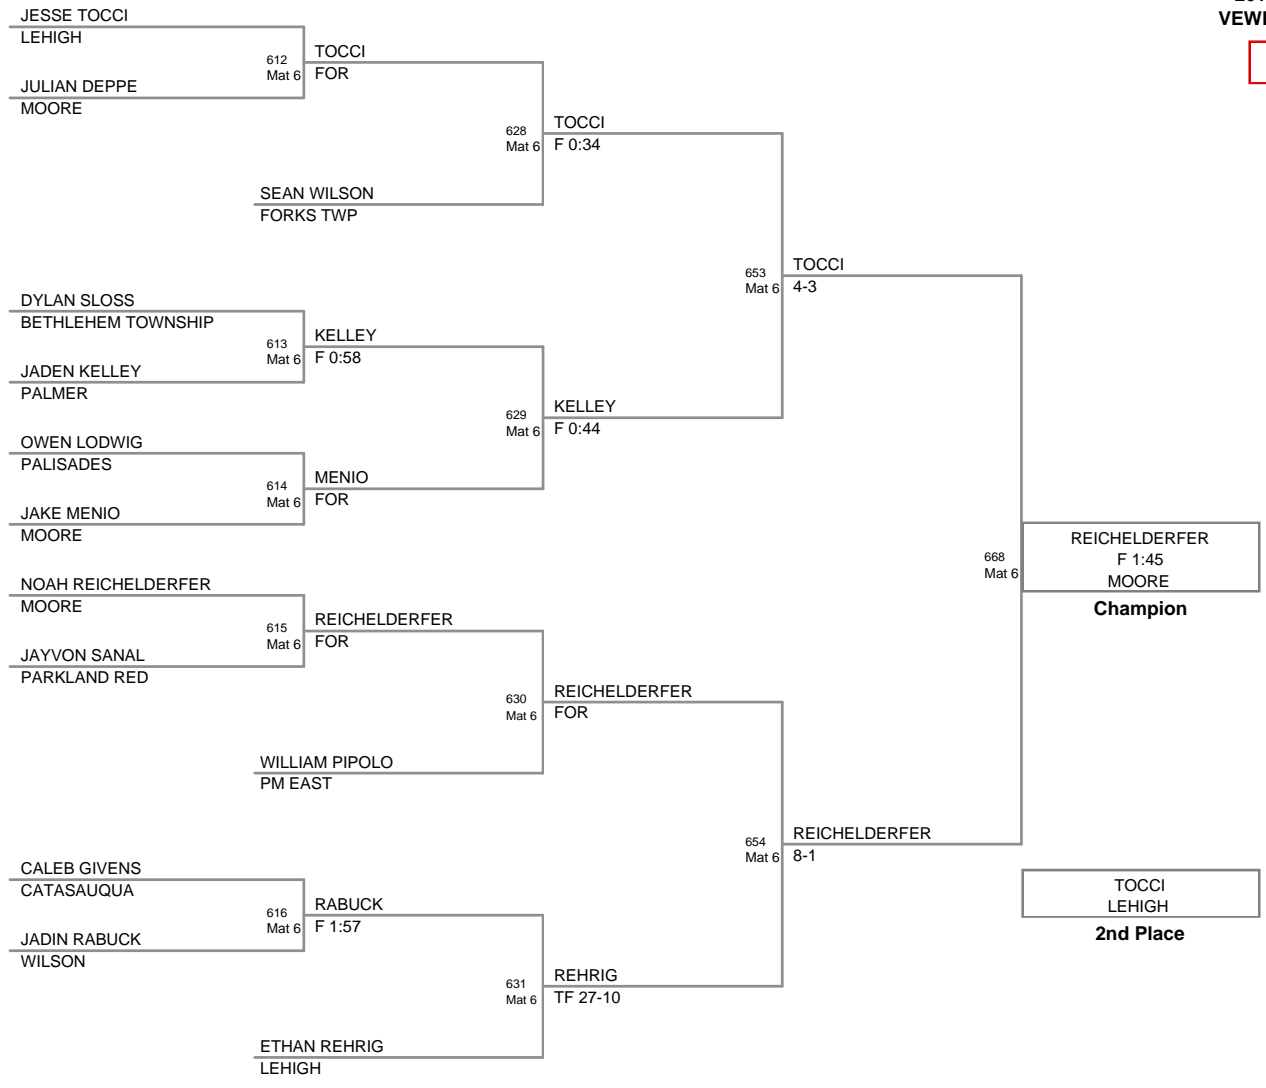 JESSE TOCCI
LEHIGH
612
Mat 6
TOCCI
FOR
JULIAN DEPPE
MOORE
628
Mat 6
TOCCI
F 0:34
SEAN WILSON
FORKS TWP
653
Mat 6
TOCCI
4-3
DYLAN SLOSS
BETHLEHEM TOWNSHIP
613
Mat 6
KELLEY
F 0:58
JADEN KELLEY
PALMER
629
Mat 6
KELLEY
F 0:44
OWEN LODWIG
PALISADES
614
Mat 6
MENIO
FOR
JAKE MENIO
MOORE
668
Mat 6
REICHELDERFER
F 1:45
MOORE
Champion
NOAH REICHELDERFER
MOORE
615
Mat 6
REICHELDERFER
FOR
JAYVON SANAL
PARKLAND RED
630
Mat 6
REICHELDERFER
FOR
WILLIAM PIPOLO
PM EAST
654
Mat 6
REICHELDERFER
8-1
CALEB GIVENS
CATASAUQUA
616
Mat 6
RABUCK
F 1:57
JADIN RABUCK
WILSON
TOCCI
LEHIGH
2nd Place
631
Mat 6
REHRIG
TF 27-10
ETHAN REHRIG
LEHIGH